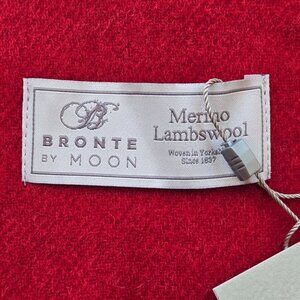 B
BRONTE
BY MOON
Merino
Lambswool
Woven in Yorkshire
Since 1837